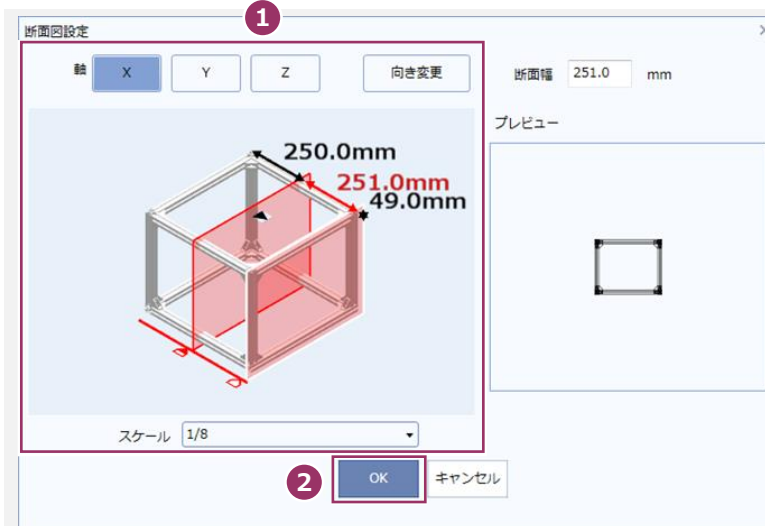 1
断面図設定
軸 X Y Z 向き変更
断面幅 251.0 mm
プレビュー
250.0mm
251.0mm
49.0mm
スケール 1/8
2 OK キャンセル